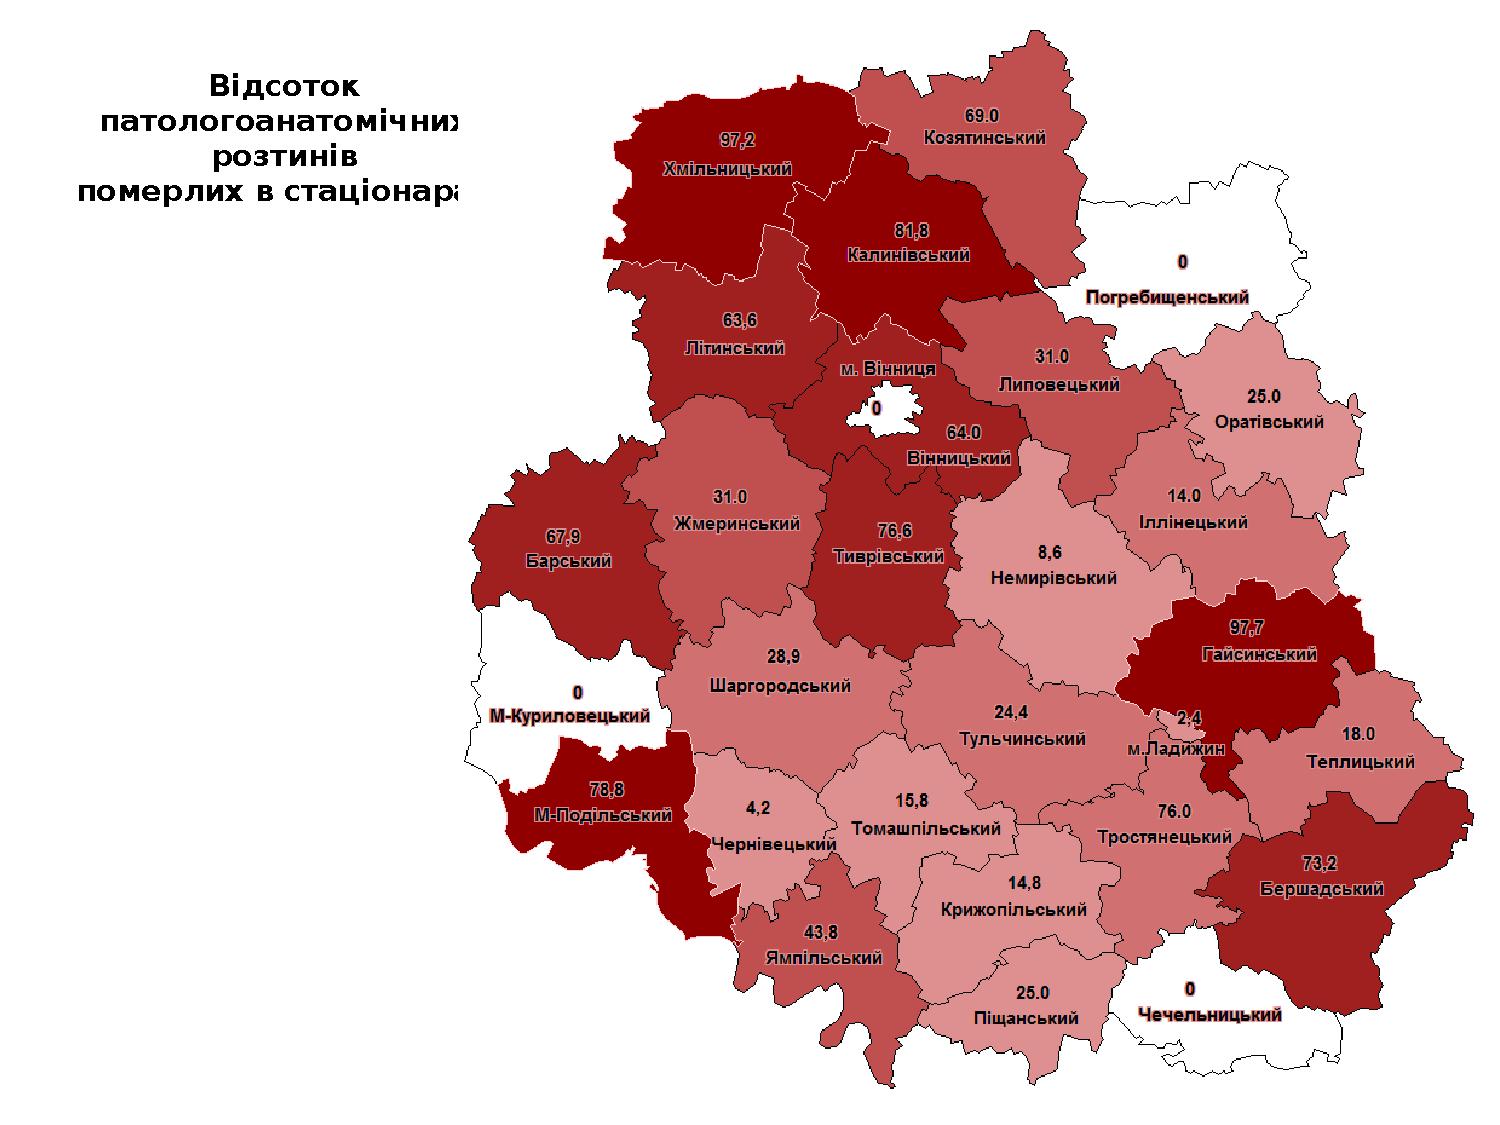 Відсоток
патологоанатомічних
розтинів
померлих в стаціонара
69.0
Козятинський
97,2
Хмільницький
81,8
Калинівський
0
Погребищенський
63,6
Літинський
31.0
Липовецький
м. Вінниця
0
25.0
Оратівський
64.0
Вінницький
31.0
Жмеринський
14.0
Іллінецький
67,9
Барський
76,6
Тиврівський
8,6
Немирівський
97,7
Гайсинський
28,9
Шаргородський
0
М-Куриловецький
24,4
Тульчинський
2,4
м.Ладижин
18.0
Теплицький
78,8
М-Подільський
4,2
Чернівецький
15,8
Томашпільський
76.0
Тростянецький
73,2
Бершадський
14,8
Крижопільський
43,8
Ямпільський
25.0
Піщанський
0
Чечельницький